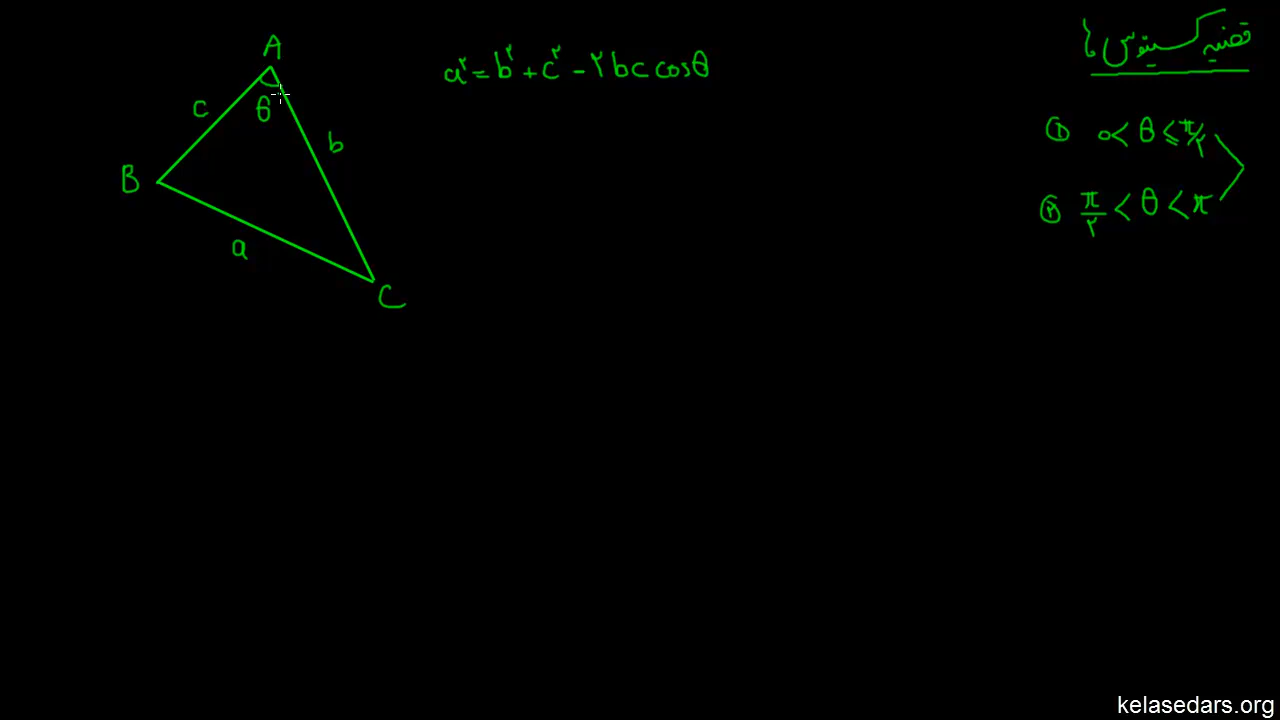 قضیه کسینوس ها
a² = b² + c² - ۲bc cosθ
① ۰ < θ ≤ π/۲
② π/۲ < θ < π
A
c
θ
b
B
a
C
kelasedars.org